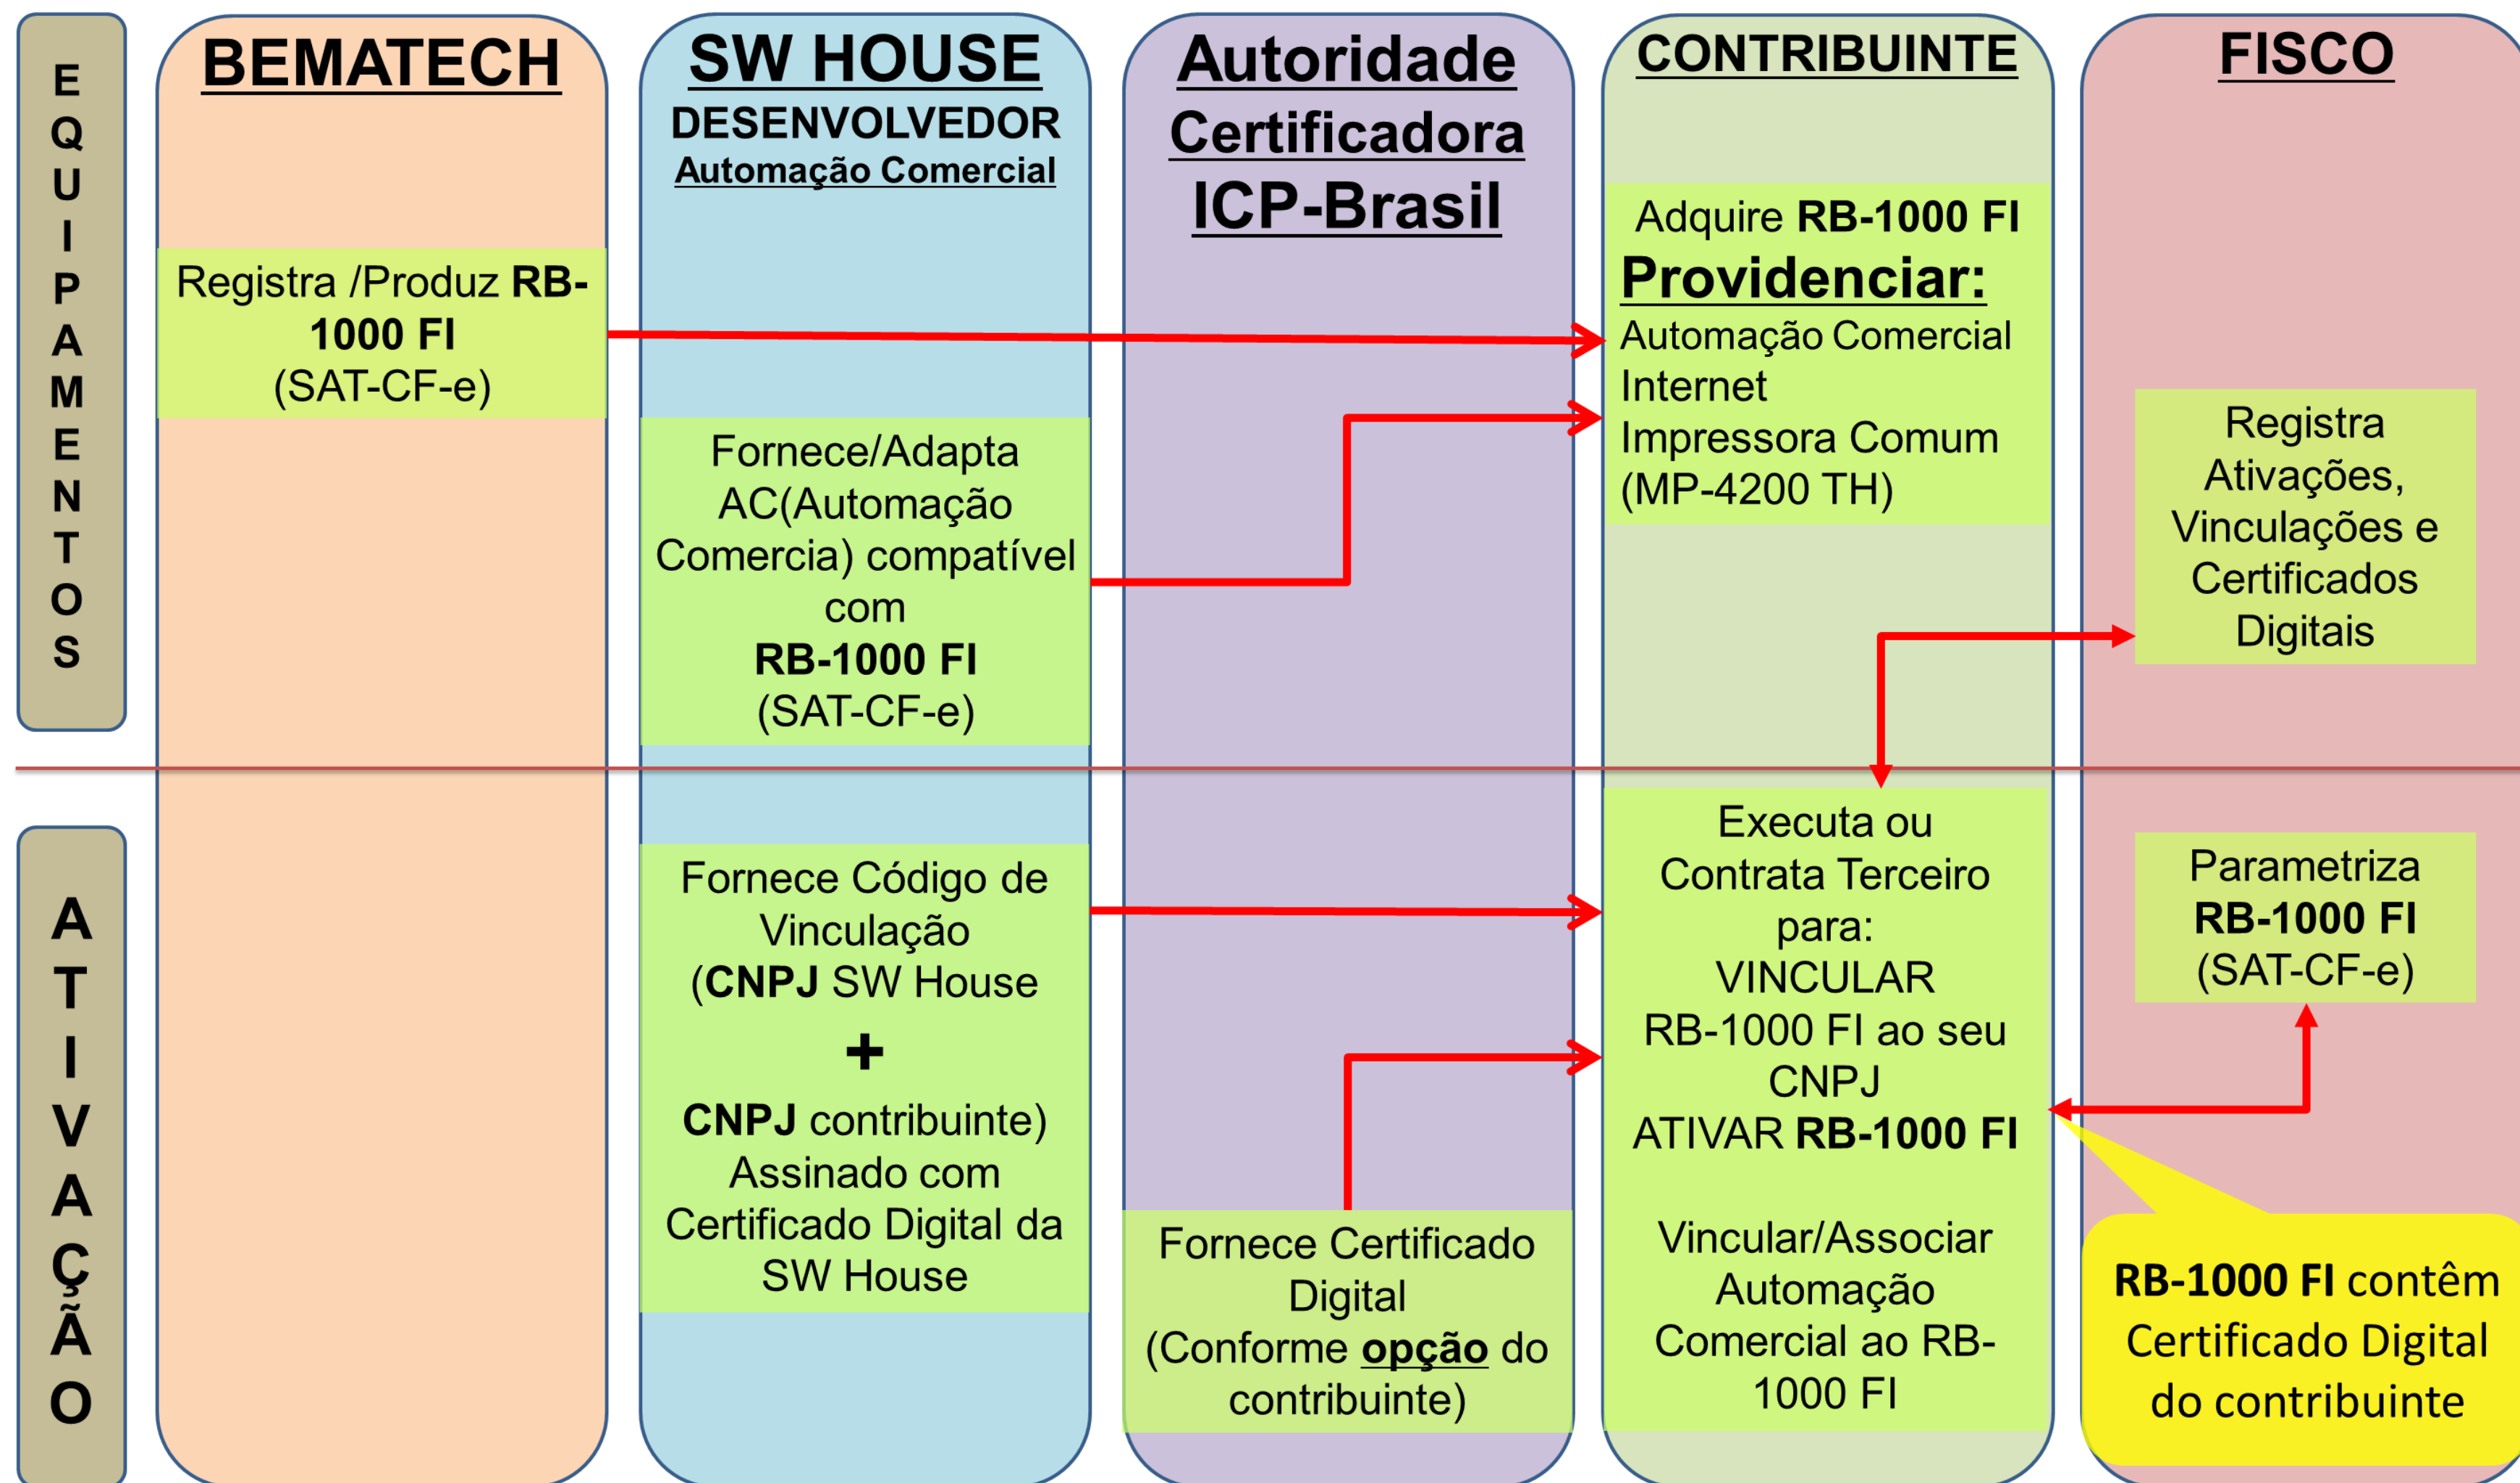 EQUIPAMENTOS
BEMATECH
Registra /Produz RB-
1000 FI
(SAT-CF-e)
SW HOUSE
DESENVOLVEDOR
Automação Comercial
Fornece/Adapta
AC(Automação
Comercia) compatível
com
RB-1000 FI
(SAT-CF-e)
Autoridade
Certificadora
ICP-Brasil
CONTRIBUINTE
Adquire RB-1000 FI
Providenciar:
Automação Comercial
Internet
Impressora Comum
(MP-4200 TH)
FISCO
Registra
Ativações,
Vinculações e
Certificados
Digitais
ATIVAÇÃO
Fornece Código de
Vinculação
(CNPJ SW House
+
CNPJ contribuinte)
Assinado com
Certificado Digital da
SW House
Fornece Certificado
Digital
(Conforme opção do
contribuinte)
Executa ou
Contrata Terceiro
para:
VINCULAR
RB-1000 FI ao seu
CNPJ
ATIVAR RB-1000 FI
Vincular/Associar
Automação
Comercial ao RB-
1000 FI
Parametriza
RB-1000 FI
(SAT-CF-e)
RB-1000 FI contêm
Certificado Digital
do contribuinte